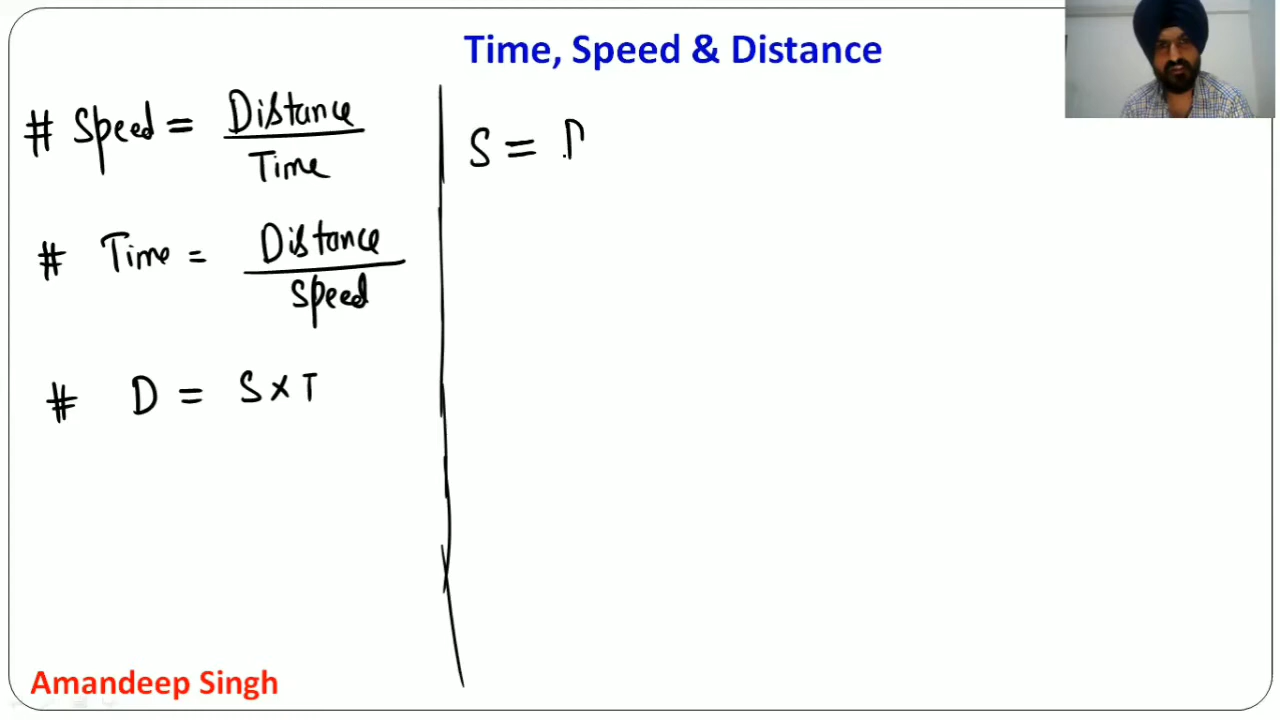 Time, Speed & Distance
# Speed = Distance
Time
# Time = Distance
Speed
# D = S × T
S =
Amandeep Singh